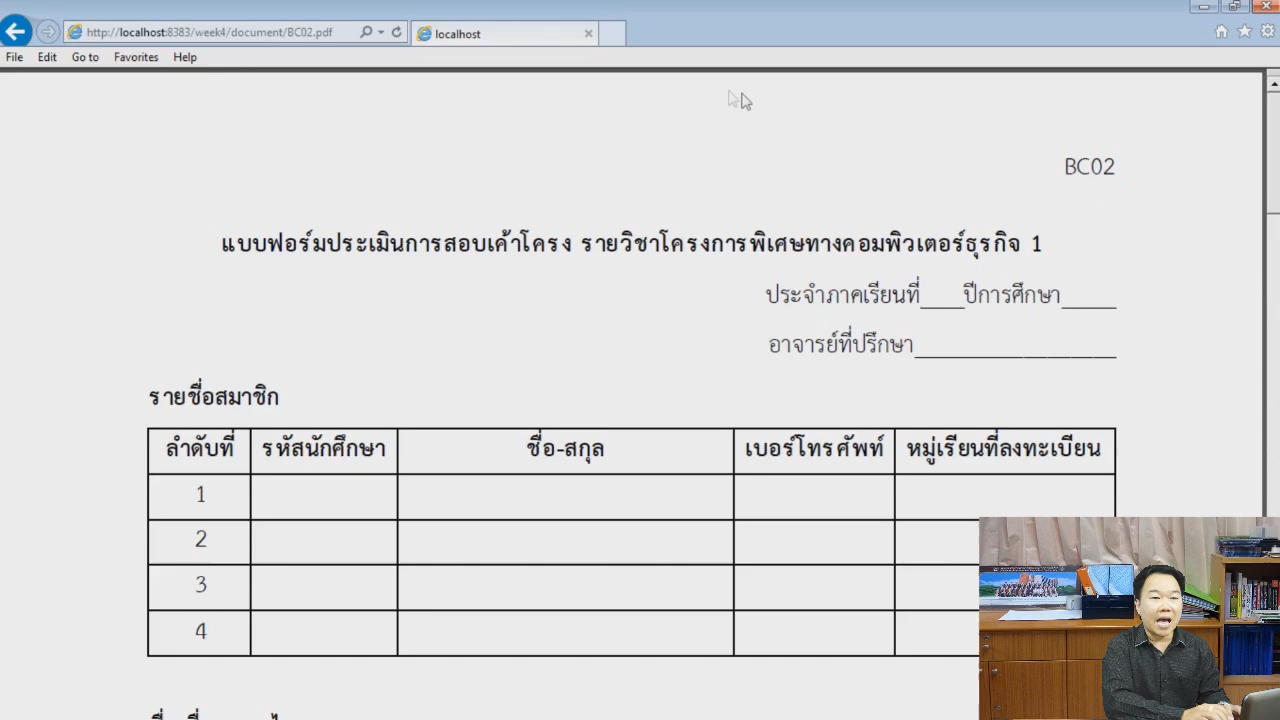 http://localhost:8383/week4/document/BC02.pdf
localhost
File Edit Go to Favorites Help
BC02
แบบฟอร์มประเมินการสอบเค้าโครง รายวิชาโครงการพิเศษทางคอมพิวเตอร์ธุรกิจ 1
ประจำภาคเรียนที่____ปีการศึกษา_____
อาจารย์ที่ปรึกษา__________________
รายชื่อสมาชิก
ลำดับที่ รหัสนักศึกษา ชื่อ-สกุล เบอร์โทรศัพท์ หมู่เรียนที่ลงทะเบียน
1
2
3
4